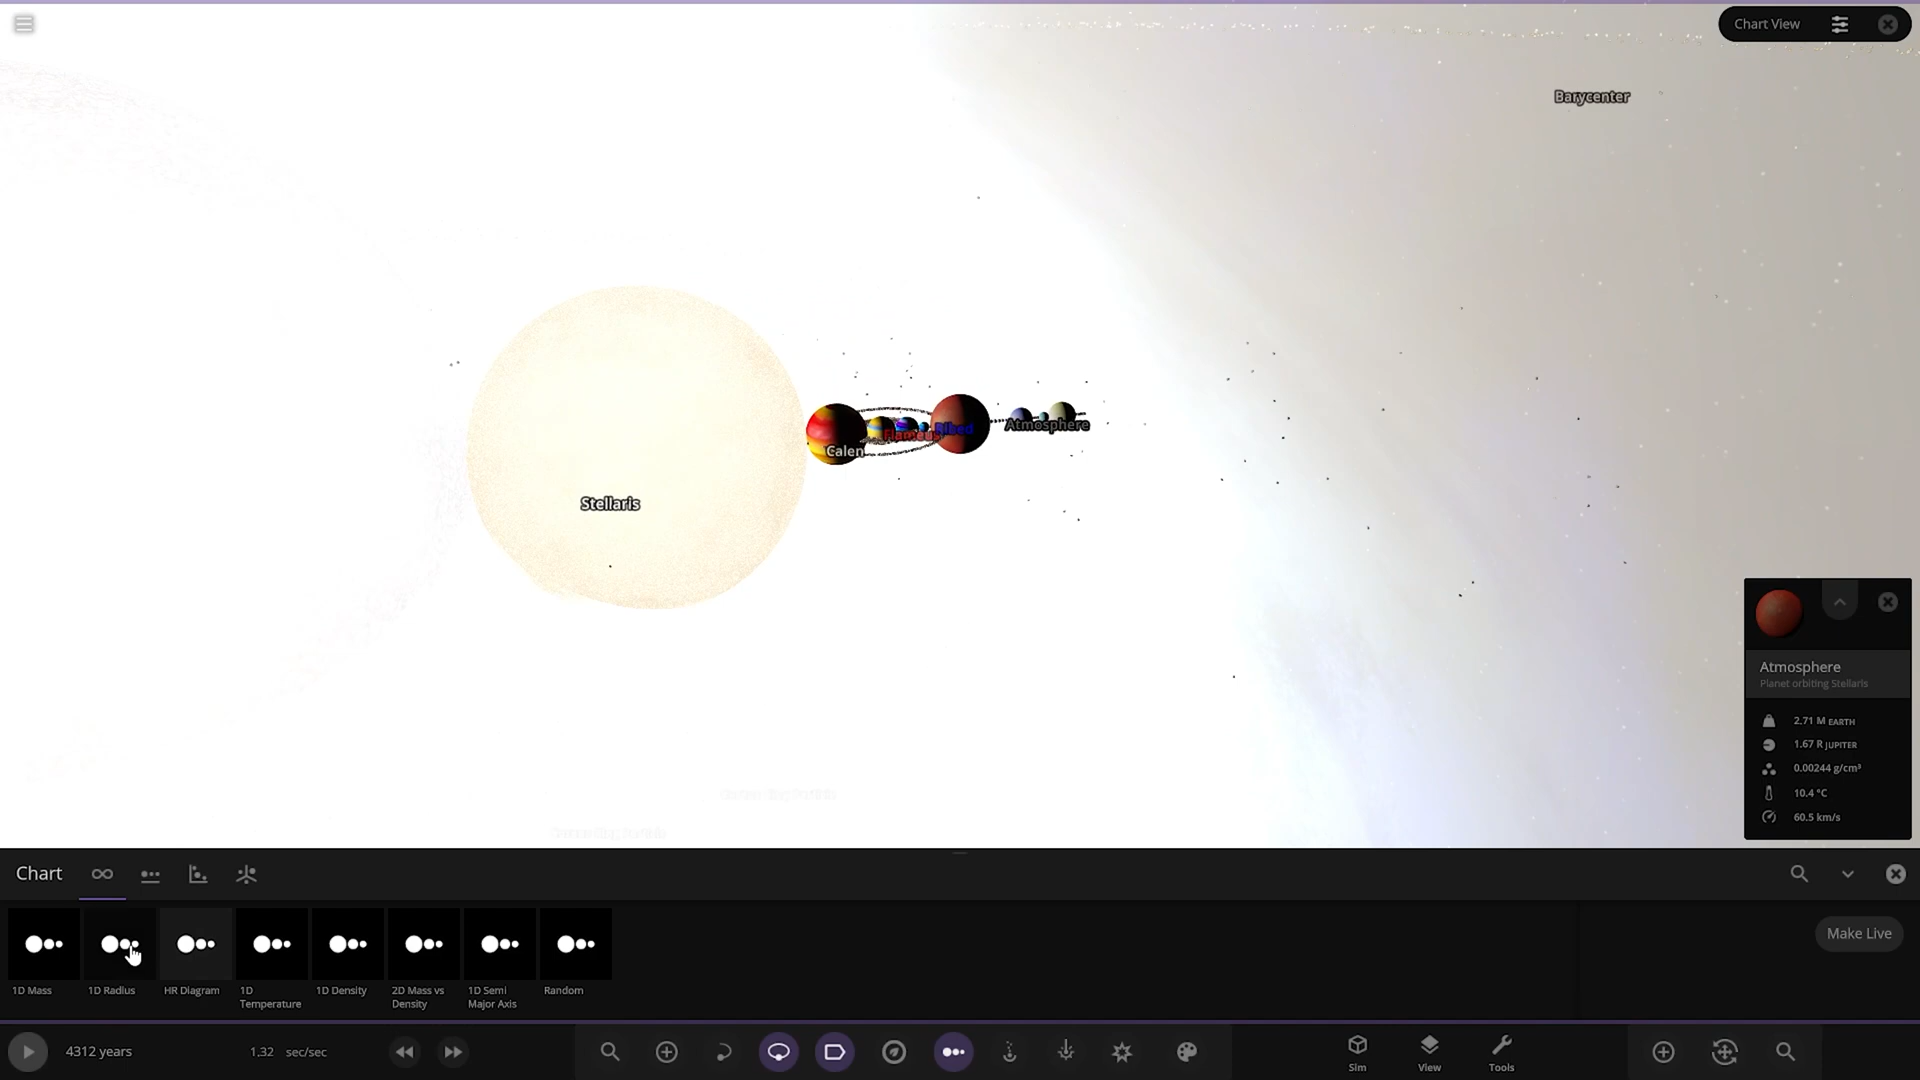 Chart View
Barycenter
Atmosphere
Flameus
Bibed
Calen
Stellaris
Atmosphere
Planet orbiting Stellaris
2.71 M EARTH
1.67 R JUPITER
0.00244 g/cm³
10.4 °C
60.5 km/s
Chart
Make Live
1D Mass
1D Radius
HR Diagram
1D Temperature
1D Density
2D Mass vs Density
1D Semi Major Axis
Random
4312 years
1.32 sec/sec
Sim
View
Tools